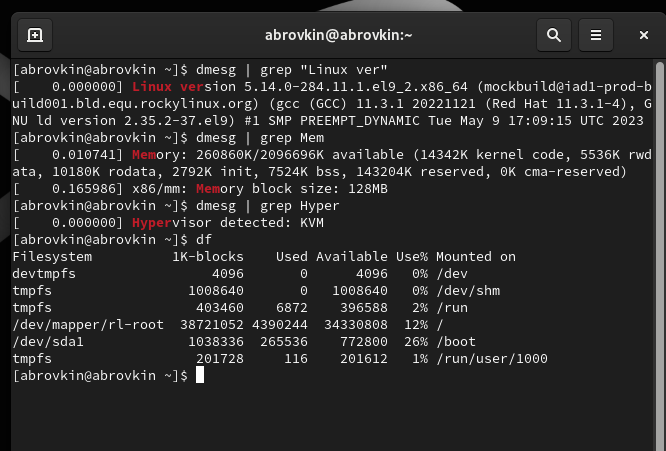 abrovkin@abrovkin:~
[abrovkin@abrovkin ~]$ dmesg | grep "Linux ver"
[    0.000000] Linux version 5.14.0-284.11.1.el9_2.x86_64 (mockbuild@iad1-prod-b
uild001.bld.equ.rockylinux.org) (gcc (GCC) 11.3.1 20221121 (Red Hat 11.3.1-4), G
NU ld version 2.35.2-37.el9) #1 SMP PREEMPT_DYNAMIC Tue May 9 17:09:15 UTC 2023
[abrovkin@abrovkin ~]$ dmesg | grep Mem
[    0.010741] Memory: 260860K/2096696K available (14342K kernel code, 5536K rwd
ata, 10180K rodata, 2792K init, 7524K bss, 143204K reserved, 0K cma-reserved)
[    0.165986] x86/mm: Memory block size: 128MB
[abrovkin@abrovkin ~]$ dmesg | grep Hyper
[    0.000000] Hypervisor detected: KVM
[abrovkin@abrovkin ~]$ df
Filesystem          1K-blocks    Used Available Use% Mounted on
devtmpfs                 4096       0      4096   0% /dev
tmpfs                 1008640       0   1008640   0% /dev/shm
tmpfs                  403460    6872    396588   2% /run
/dev/mapper/rl-root  38721052 4390244  34330808  12% /
/dev/sda1             1038336  265536    772800  26% /boot
tmpfs                  201728     116    201612   1% /run/user/1000
[abrovkin@abrovkin ~]$